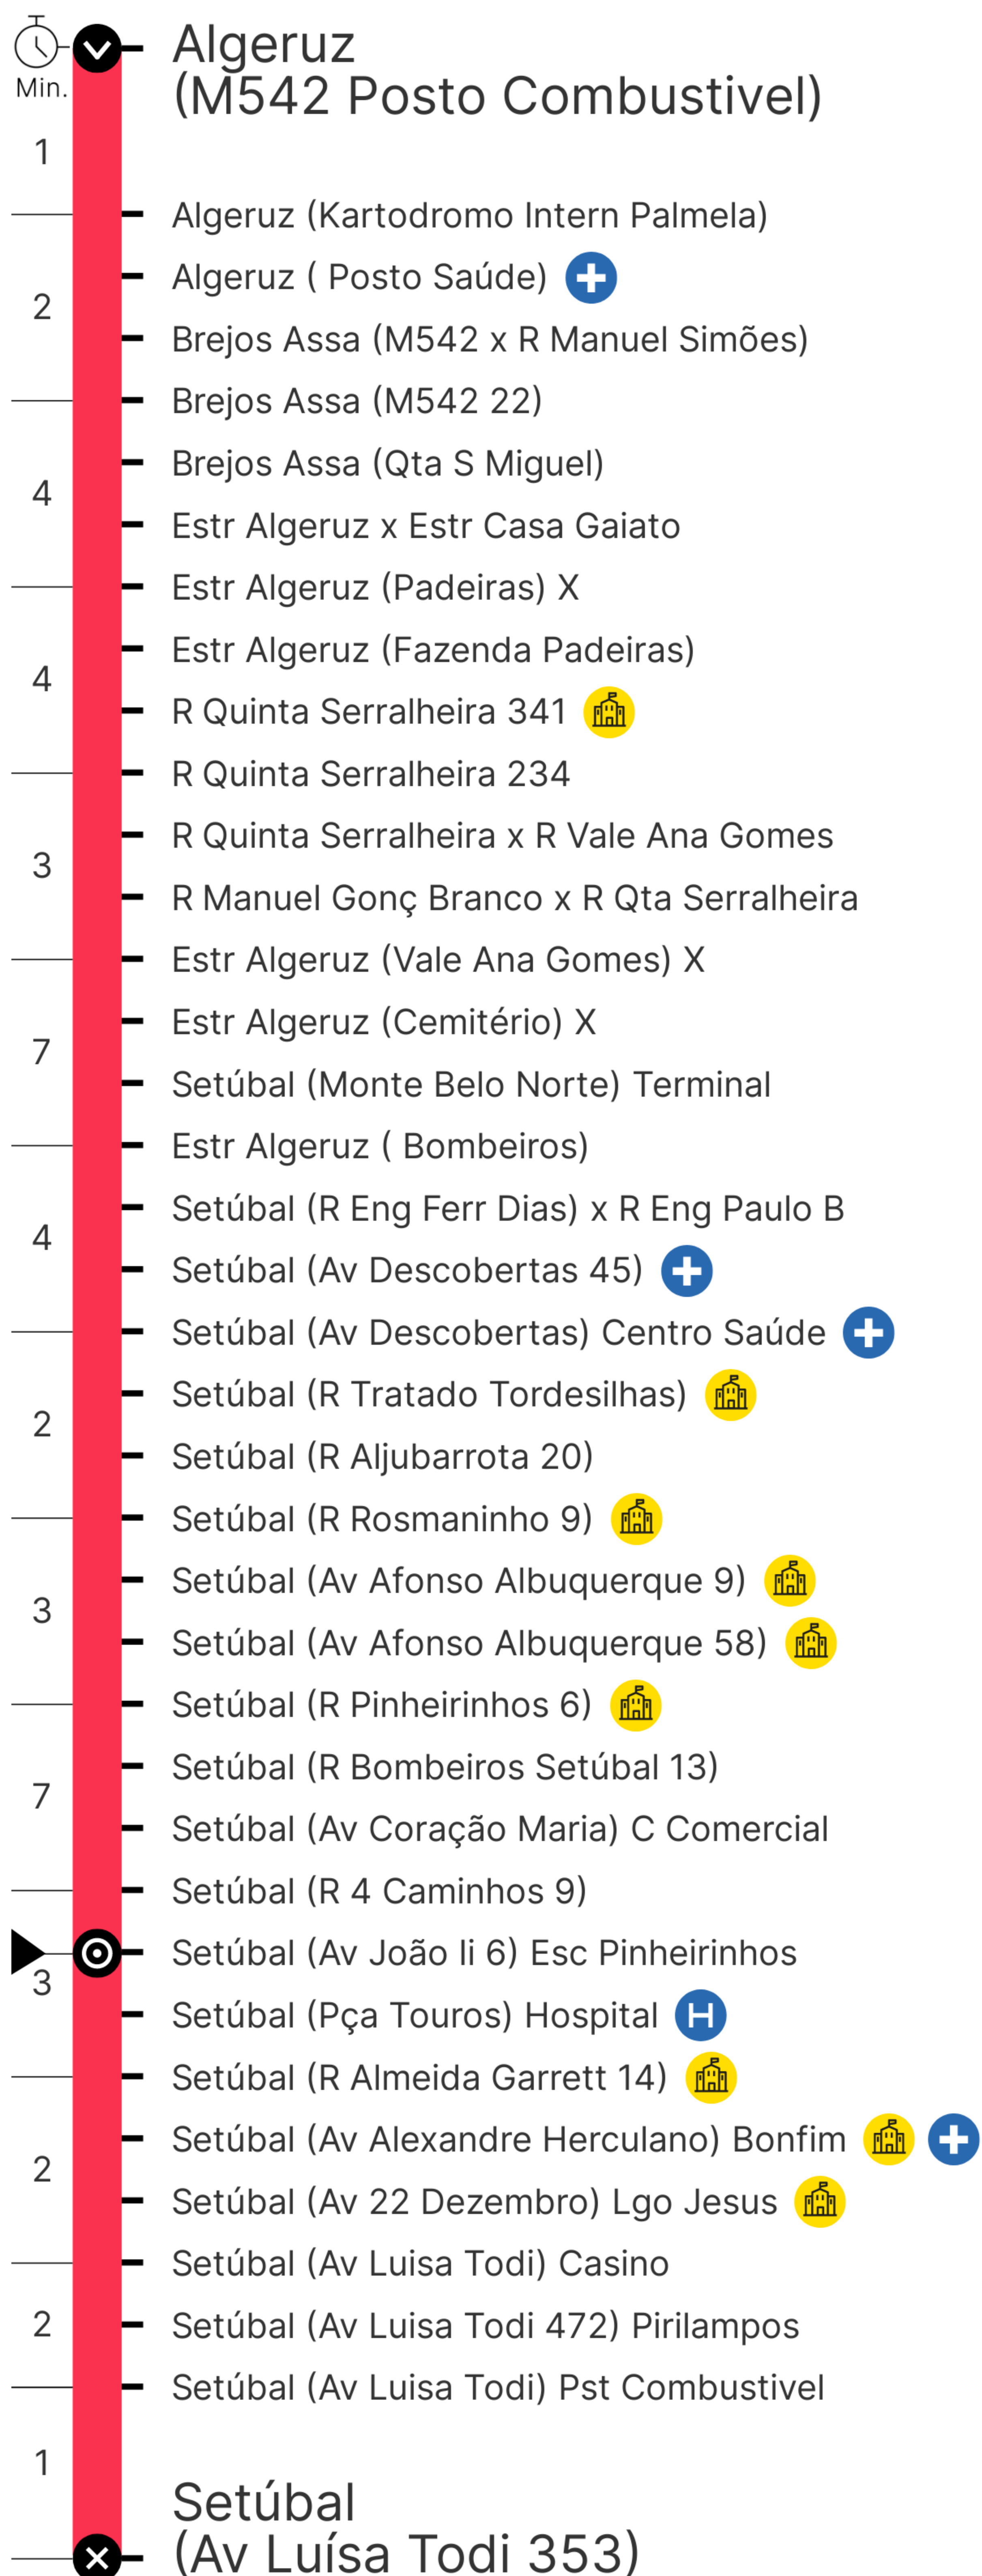 Algeruz
(M542 Posto Combustivel)
Min.
1
Algeruz (Kartodromo Intern Palmela)
Algeruz ( Posto Saúde)
2
Brejos Assa (M542 x R Manuel Simões)
Brejos Assa (M542 22)
Brejos Assa (Qta S Miguel)
4
Estr Algeruz x Estr Casa Gaiato
Estr Algeruz (Padeiras) X
Estr Algeruz (Fazenda Padeiras)
4
R Quinta Serralheira 341
R Quinta Serralheira 234
R Quinta Serralheira x R Vale Ana Gomes
3
R Manuel Gonç Branco x R Qta Serralheira
Estr Algeruz (Vale Ana Gomes) X
Estr Algeruz (Cemitério) X
7
Setúbal (Monte Belo Norte) Terminal
Estr Algeruz ( Bombeiros)
Setúbal (R Eng Ferr Dias) x R Eng Paulo B
4
Setúbal (Av Descobertas 45)
Setúbal (Av Descobertas) Centro Saúde
Setúbal (R Tratado Tordesilhas)
2
Setúbal (R Aljubarrota 20)
Setúbal (R Rosmaninho 9)
Setúbal (Av Afonso Albuquerque 9)
3
Setúbal (Av Afonso Albuquerque 58)
Setúbal (R Pinheirinhos 6)
Setúbal (R Bombeiros Setúbal 13)
7
Setúbal (Av Coração Maria) C Comercial
Setúbal (R 4 Caminhos 9)
Setúbal (Av João Ii 6) Esc Pinheirinhos
3
Setúbal (Pça Touros) Hospital H
Setúbal (R Almeida Garrett 14)
Setúbal (Av Alexandre Herculano) Bonfim
2
Setúbal (Av 22 Dezembro) Lgo Jesus
Setúbal (Av Luisa Todi) Casino
2
Setúbal (Av Luisa Todi 472) Pirilampos
Setúbal (Av Luisa Todi) Pst Combustivel
1
Setúbal
(Av Luísa Todi 353)